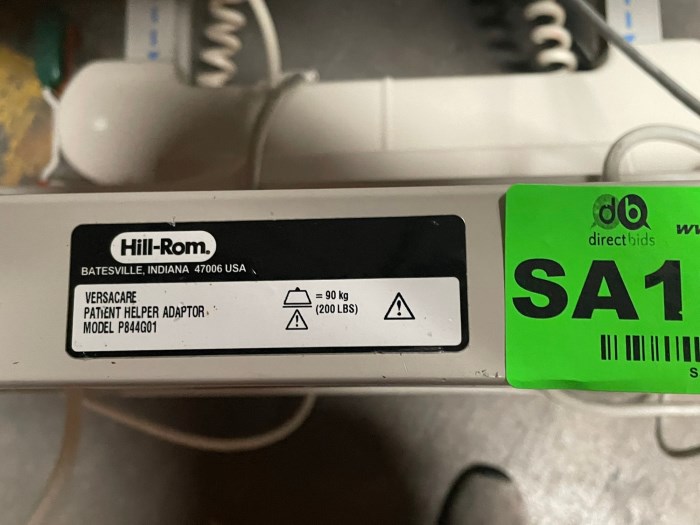 Hill-Rom.
BATESVILLE, INDIANA 47006 USA
VERSACARE
PATIENT HELPER ADAPTOR
MODEL P844G01
= 90 kg
(200 LBS)
db
directbids
SA1